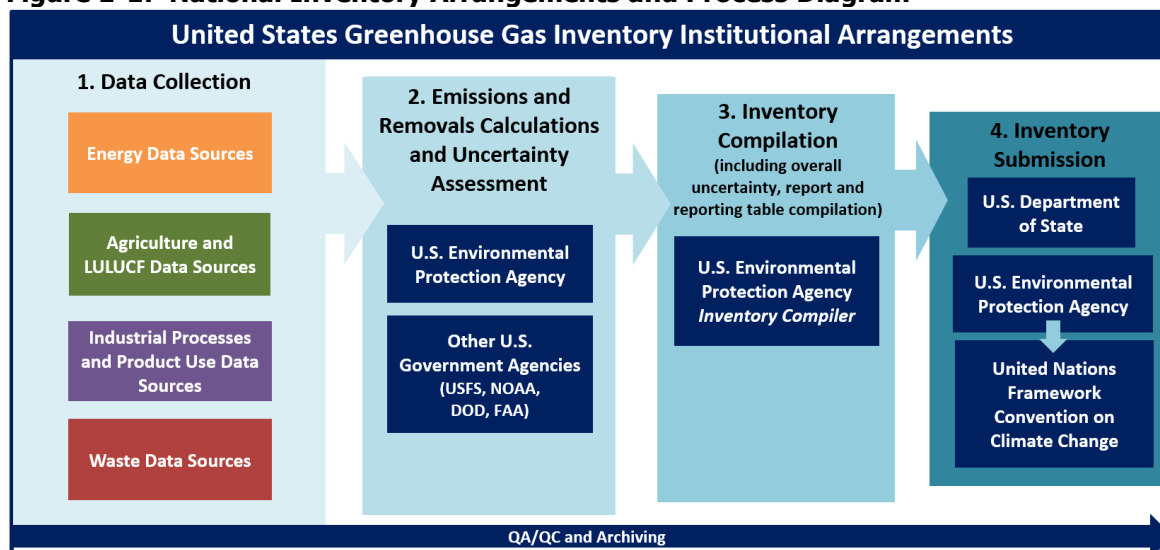 United States Greenhouse Gas Inventory Institutional Arrangements
1. Data Collection
Energy Data Sources
Agriculture and
LULUCF Data Sources
Industrial Processes
and Product Use Data
Sources
Waste Data Sources
2. Emissions and
Removals Calculations
and Uncertainty
Assessment
U.S. Environmental
Protection Agency
Other U.S.
Government Agencies
(USFS, NOAA,
DOD, FAA)
3. Inventory
Compilation
(including overall
uncertainty, report and
reporting table compilation)
U.S. Environmental
Protection Agency
Inventory Compiler
4. Inventory
Submission
U.S. Department
of State
U.S. Environmental
Protection Agency
United Nations
Framework
Convention on
Climate Change
QA/QC and Archiving